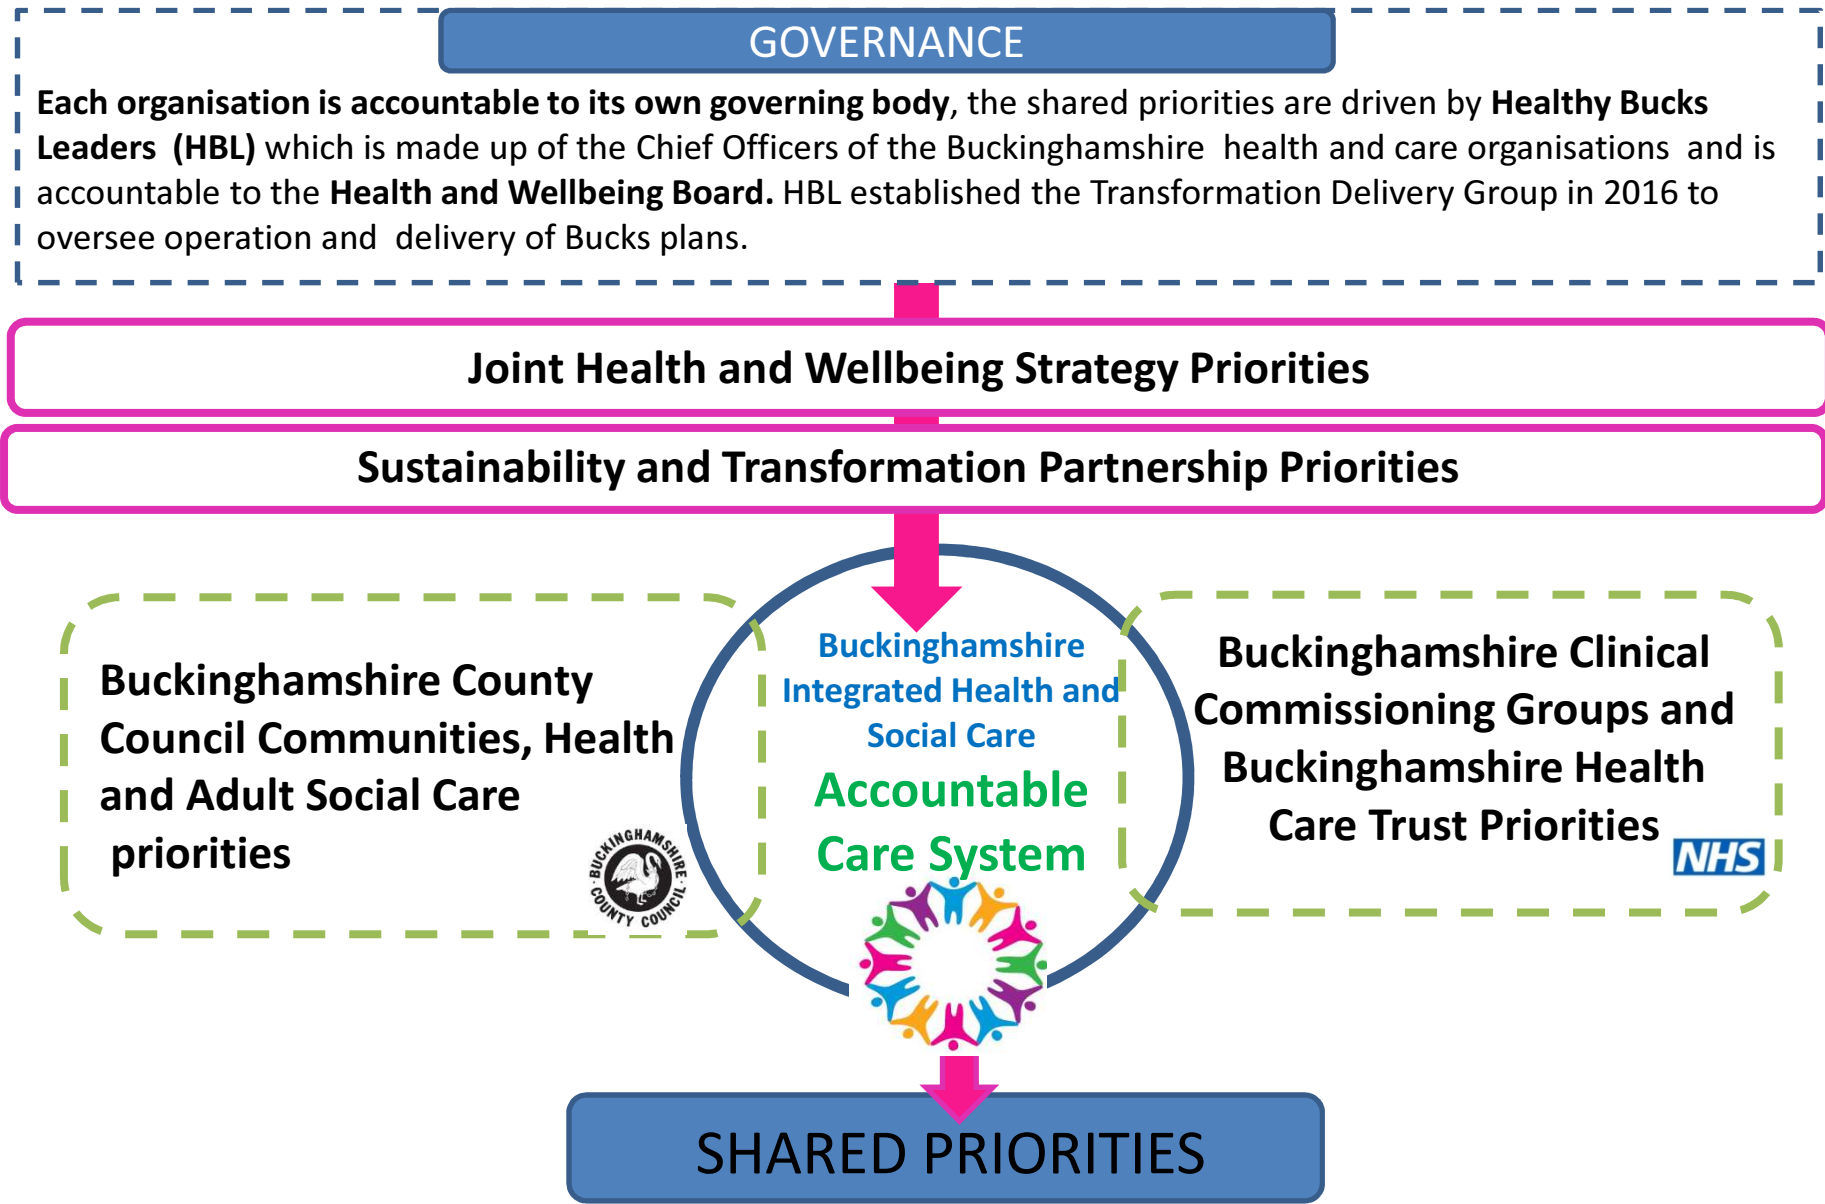 GOVERNANCE
Each organisation is accountable to its own governing body, the shared priorities are driven by Healthy Bucks
Leaders (HBL) which is made up of the Chief Officers of the Buckinghamshire health and care organisations and is
accountable to the Health and Wellbeing Board. HBL established the Transformation Delivery Group in 2016 to
oversee operation and delivery of Bucks plans.
Joint Health and Wellbeing Strategy Priorities
Sustainability and Transformation Partnership Priorities
Buckinghamshire County
Council Communities, Health
and Adult Social Care
priorities
BUCKINGHAMSHIRE
COUNTY COUNCIL
Buckinghamshire
Integrated Health and
Social Care
Accountable
Care System
Buckinghamshire Clinical
Commissioning Groups and
Buckinghamshire Health
Care Trust Priorities
NHS
SHARED PRIORITIES